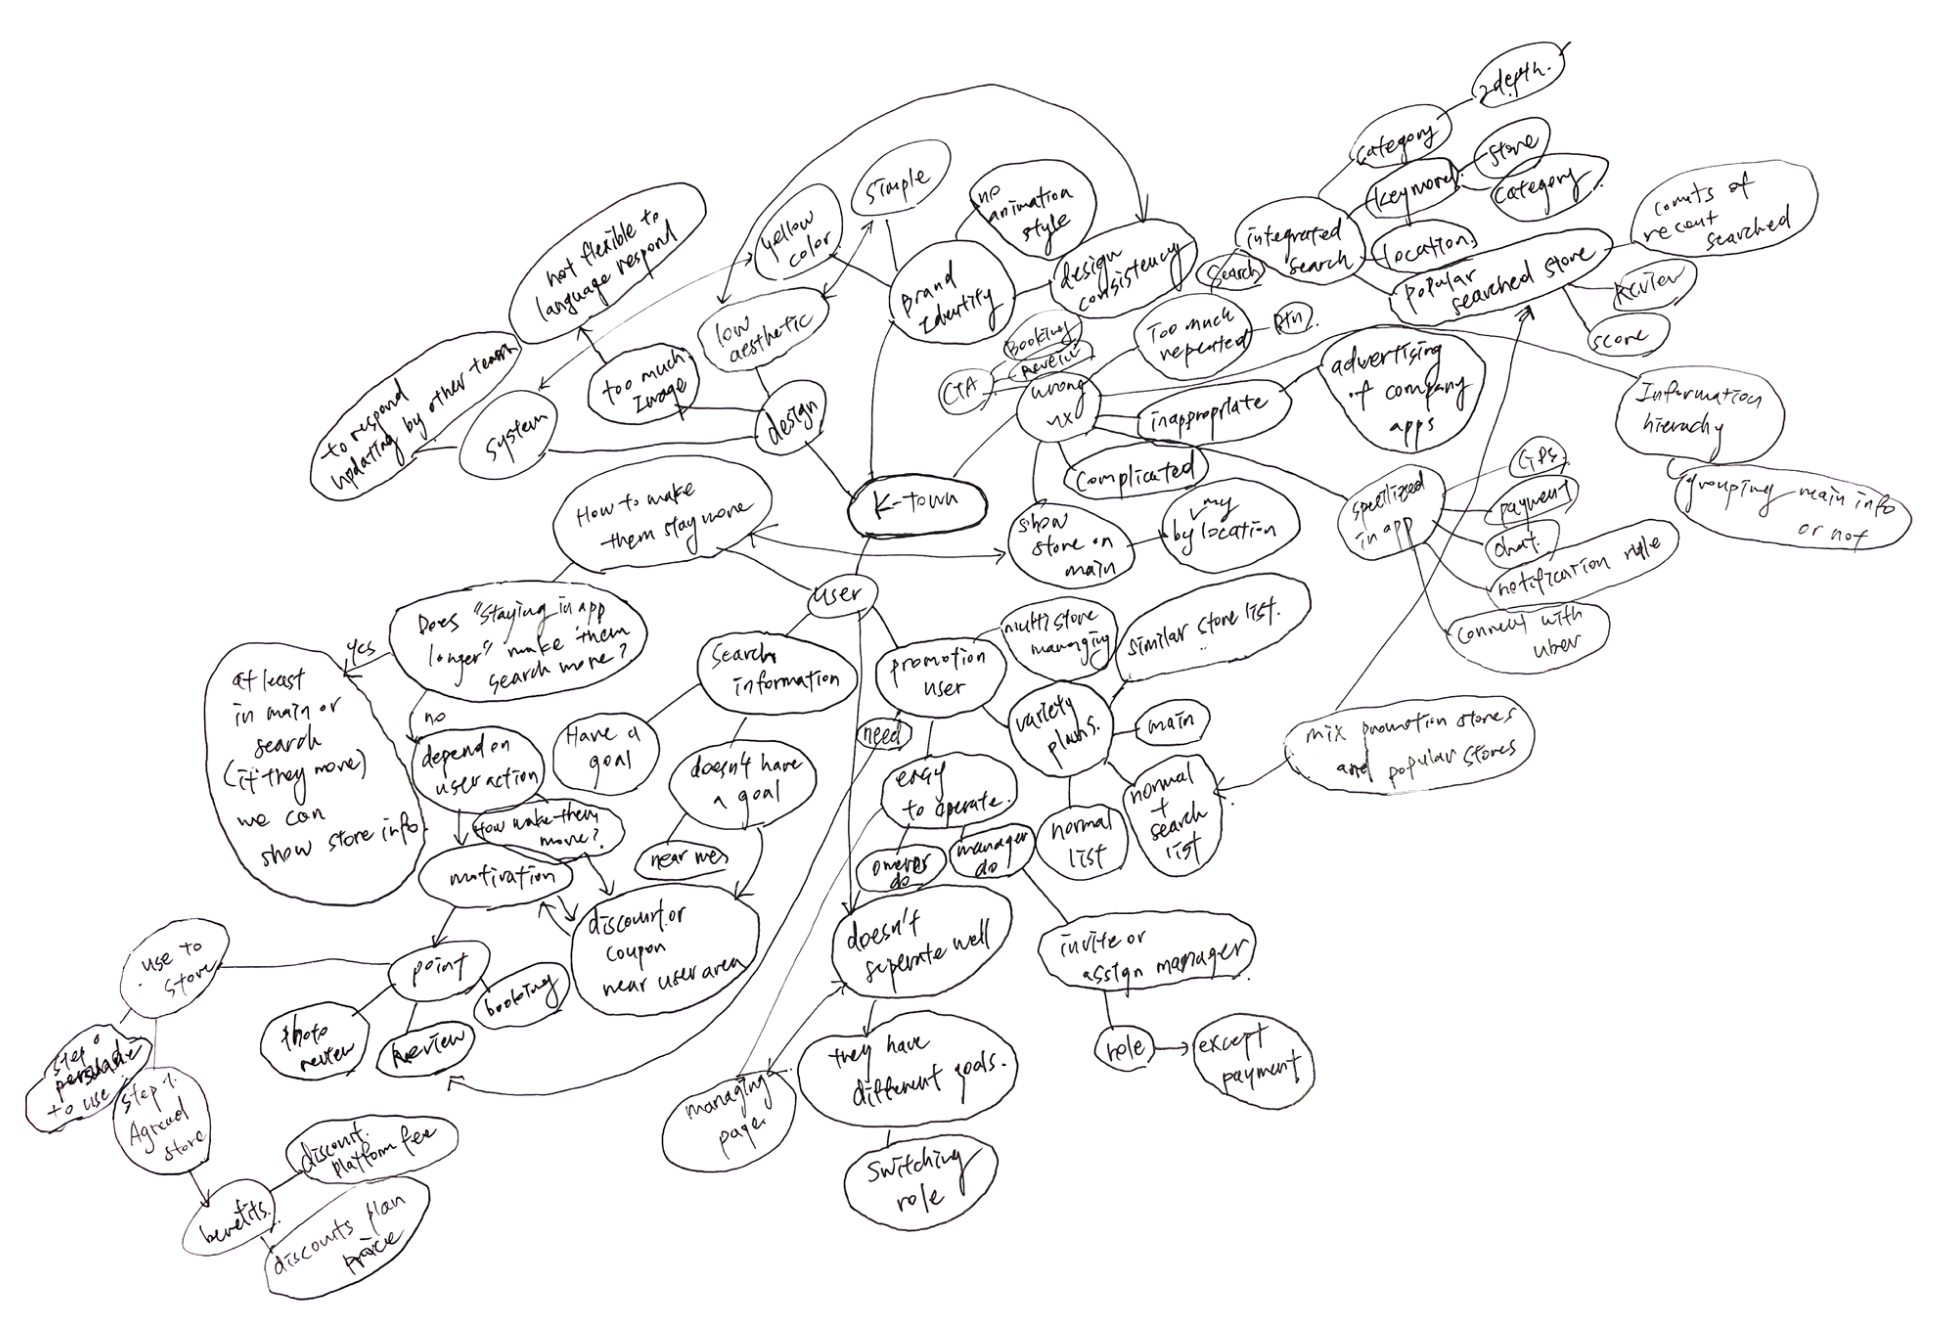 2depth.
category
store
keyword
category
integrated
search
location
Search
popular
searched store
counts of
recent
searched
Review
score
simple
no
animation
style
yellow
color
design
consistency
Brand
Identity
not flexible to
language respond
low
aesthetic
too much
Image
design
to respond
updating by other team
system
Booking
Review
CTA
wrong
ux
Too much
repeated
Btn.
inappropriate
advertising
of company
apps
Information
hierachy
grouping main info
or not
complicated
K-town
show
store on
main
my
by location
specilized
in app
GPS.
payment
chat.
notification rule
connect with
uber
How to make
them stay more
user
Does "staying in app
longer" make them
search more?
yes
no
at least
in main or
search
(if they move)
we can
show store info.
depend on
user action
How make them
move?
motivation
Search
information
Have a
goal
doesn't have
a goal
near me
discount or
coupon
near user area
promotion
user
need
multi store
managing
similar store list.
variety
plans.
main
normal
list
normal
+
search
list
mix promotion stores
and popular stores
easy
to operate.
owner
do
manager
do
doesn't
seperate well
invite or
assign manager
role
except
payment
they have
different goals.
Switching
role
managing
page.
point
booking
Review
photo
review
use to
store
step 0
persuade
to use
step 1.
Agreed
store
benefits.
discount.
platform fee
discounts plan
price